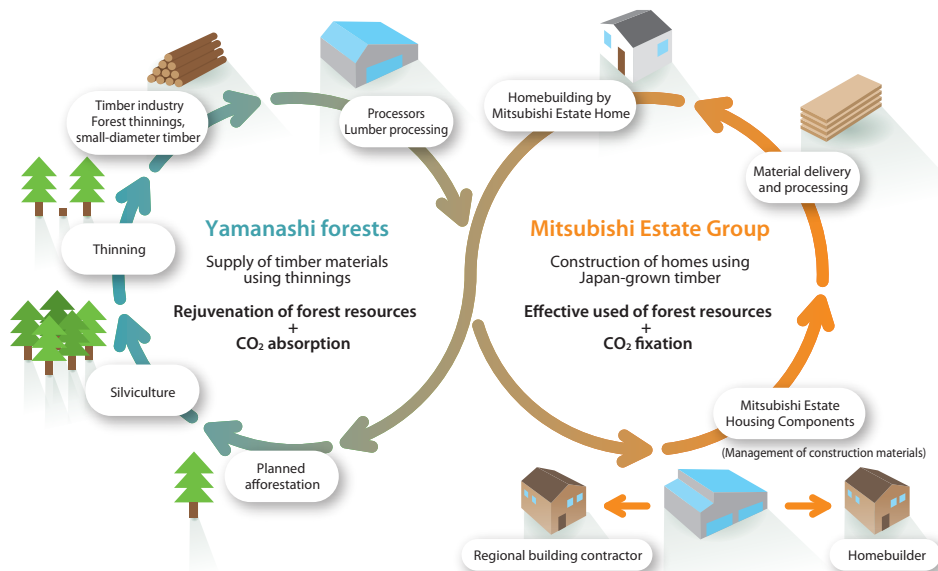 Timber industry
Forest thinnings,
small-diameter timber
Processors
Lumber processing
Homebuilding by
Mitsubishi Estate Home
Material delivery
and processing
Thinning
Yamanashi forests
Supply of timber materials
using thinnings
Rejuvenation of forest resources
+
CO₂ absorption
Mitsubishi Estate Group
Construction of homes using
Japan-grown timber
Effective used of forest resources
+
CO₂ fixation
Silviculture
Planned
afforestation
Mitsubishi Estate
Housing Components
(Management of construction materials)
Regional building contractor
Homebuilder